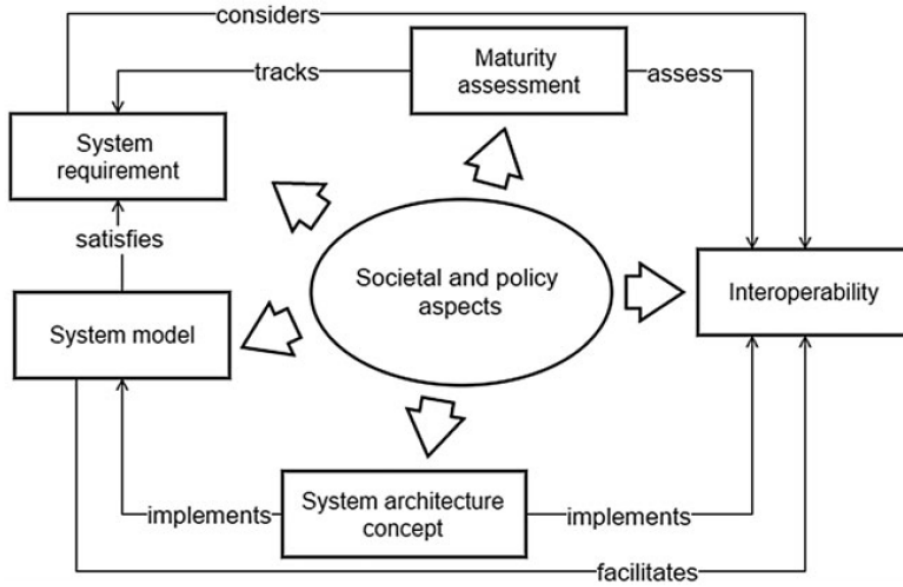 considers
Maturity
assessment
tracks
assess
System
requirement
satisfies
Societal and policy
aspects
Interoperability
System model
System architecture
concept
implements
implements
facilitates